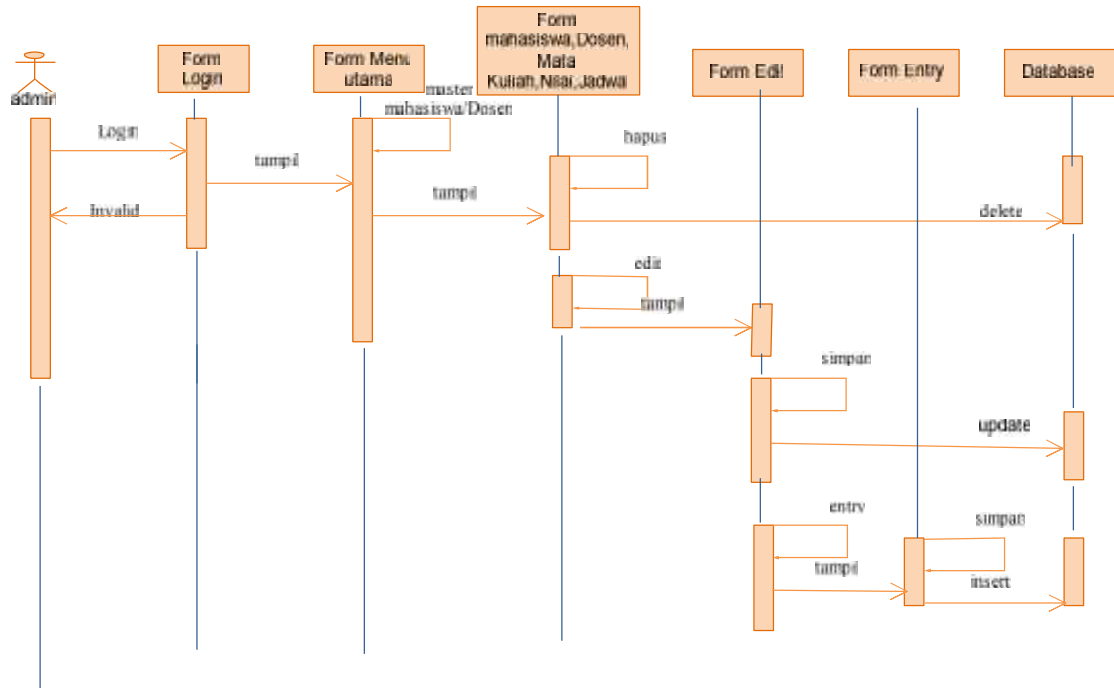 admin
Form
Login
Form Menu
utama
Form
mahasiswa,Dosen,
Mata
Kuliah,Nilai,Jadwa
Form Edit
Form Entry
Database
master
mahasiswa/Dosen
Login
tampil
Invalid
tampil
hapus
delete
edit
tampil
simpan
update
entry
tampil
simpan
insert